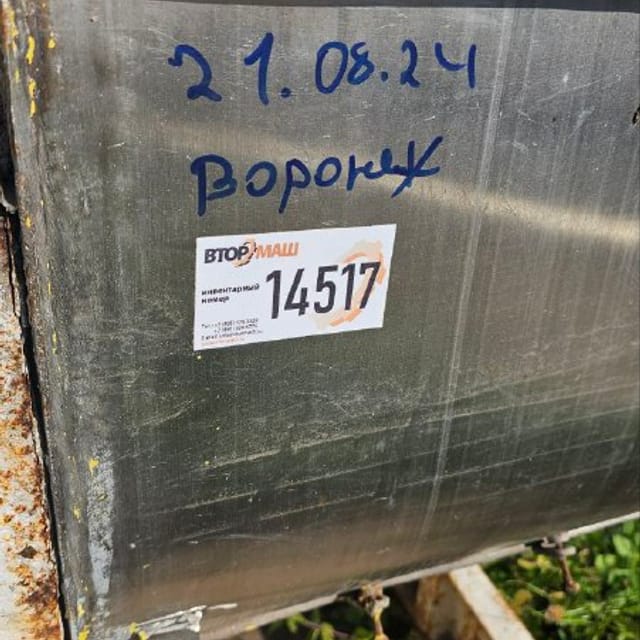 21.08.24
Воронеж
ВТОРМАШ
инвентарный
номер
14517